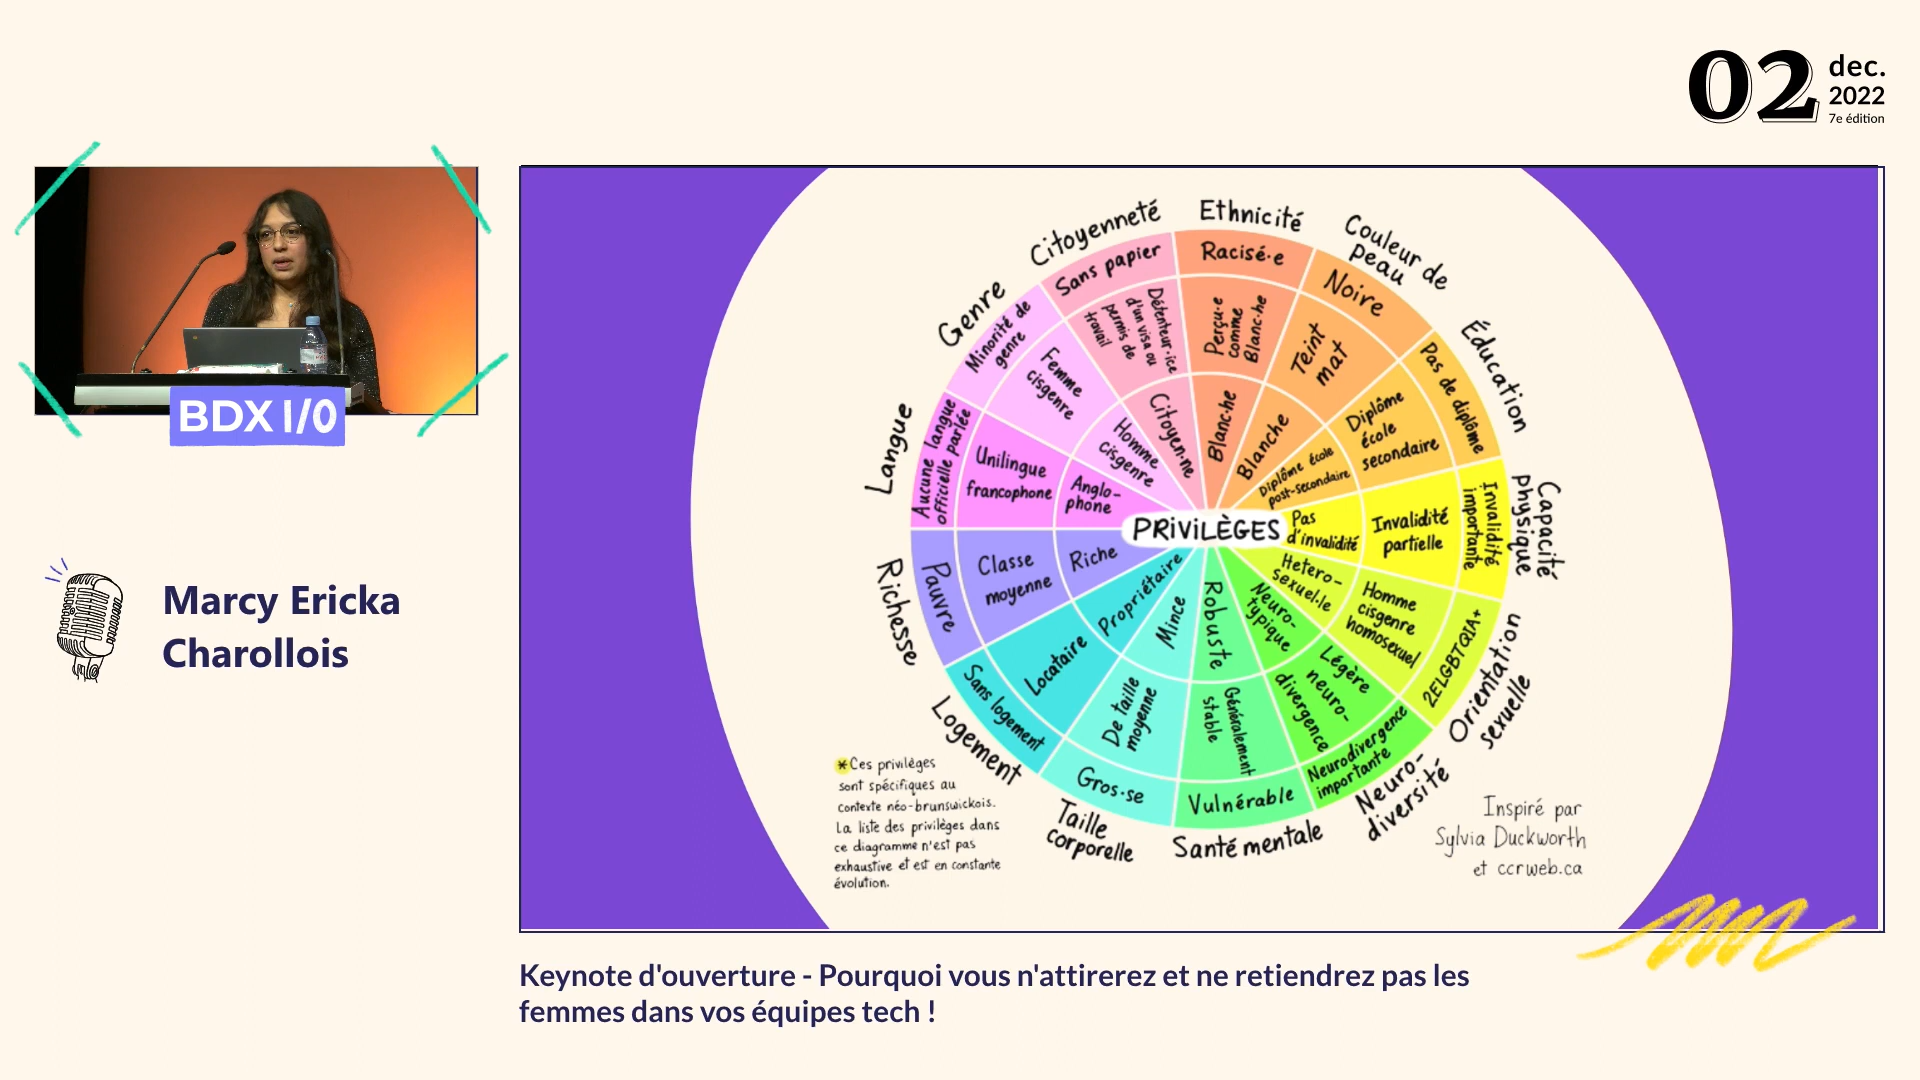 02
dec.
2022
7e édition
BDX I/O
Marcy Ericka
Charollois
Citoyenneté
Sans papier
Détenteur·ice
d'un visa ou
permis de
travail
Citoyen·ne
Ethnicité
Racisé·e
Perçu·e
comme
Blanc·he
Blanc·he
Couleur de
peau
Noire
Teint
mat
Blanche
Éducation
Pas de diplôme
Diplôme
école
secondaire
Diplôme école
post-secondaire
Capacité
physique
Invalidité
importante
Invalidité
partielle
Pas
d'invalidité
Orientation
sexuelle
2ELGBTQIA+
Homme
cisgenre
homosexuel
Hetero-
sexuel.le
Neuro-
diversité
Neurodivergence
importante
Légère
neuro-
divergence
Neuro-
typique
Santé mentale
Vulnérable
Généralement
stable
Robuste
Taille
corporelle
Gros·se
De taille
moyenne
Mince
Logement
Sans logement
Locataire
Propriétaire
Richesse
Pauvre
Classe
moyenne
Riche
Langue
Aucune langue
officielle parlée
Unilingue
francophone
Anglo-
phone
Genre
Minorité de
genre
Femme
cisgenre
Homme
cisgenre
PRIVILÈGES
*Ces privilèges
sont spécifiques au
contexte néo-brunswickois.
La liste des privilèges dans
ce diagramme n'est pas
exhaustive et est en constante
évolution.
Inspiré par
Sylvia Duckworth
et ccrweb.ca
Keynote d'ouverture - Pourquoi vous n'attirerez et ne retiendrez pas les
femmes dans vos équipes tech !